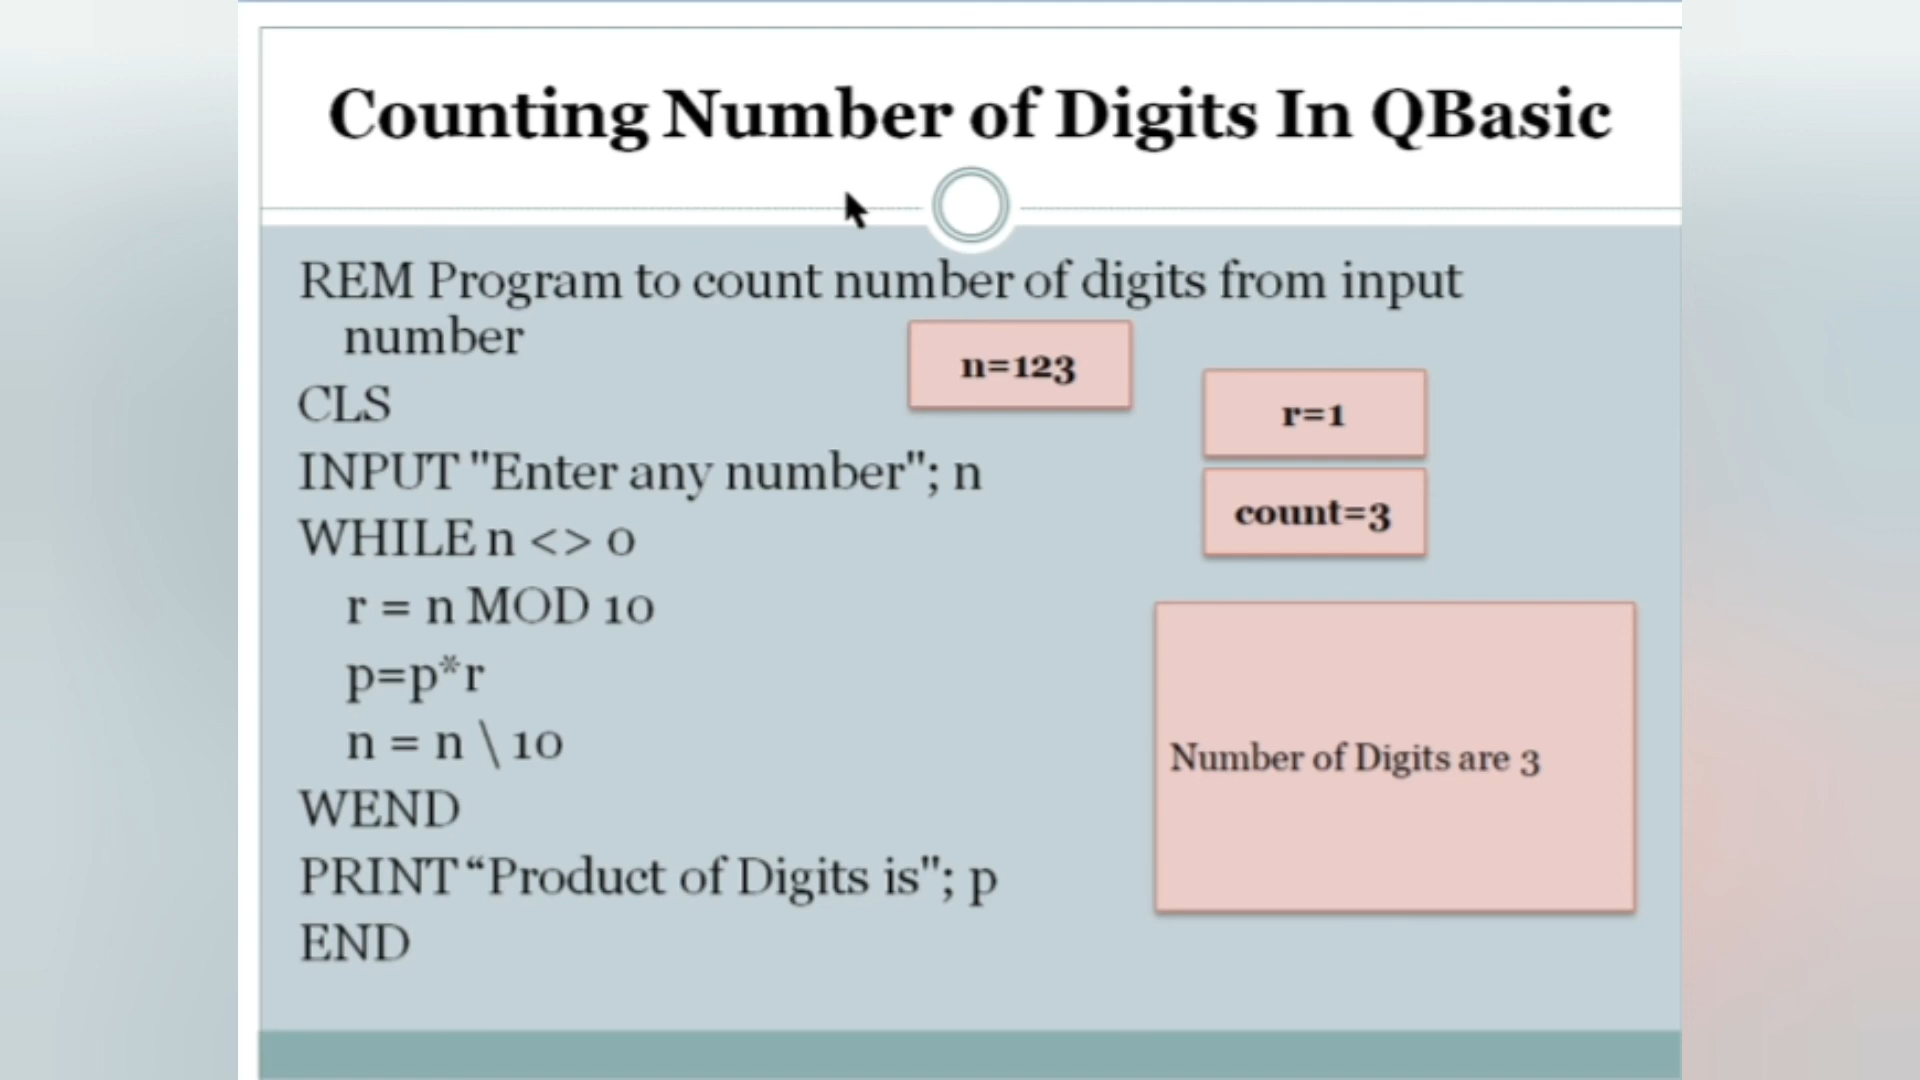 Counting Number of Digits In QBasic
REM Program to count number of digits from input
number
n=123
CLS
r=1
INPUT "Enter any number"; n
count=3
WHILE n <> 0
r = n MOD 10
p=p*r
n = n \ 10
Number of Digits are 3
WEND
PRINT “Product of Digits is"; p
END